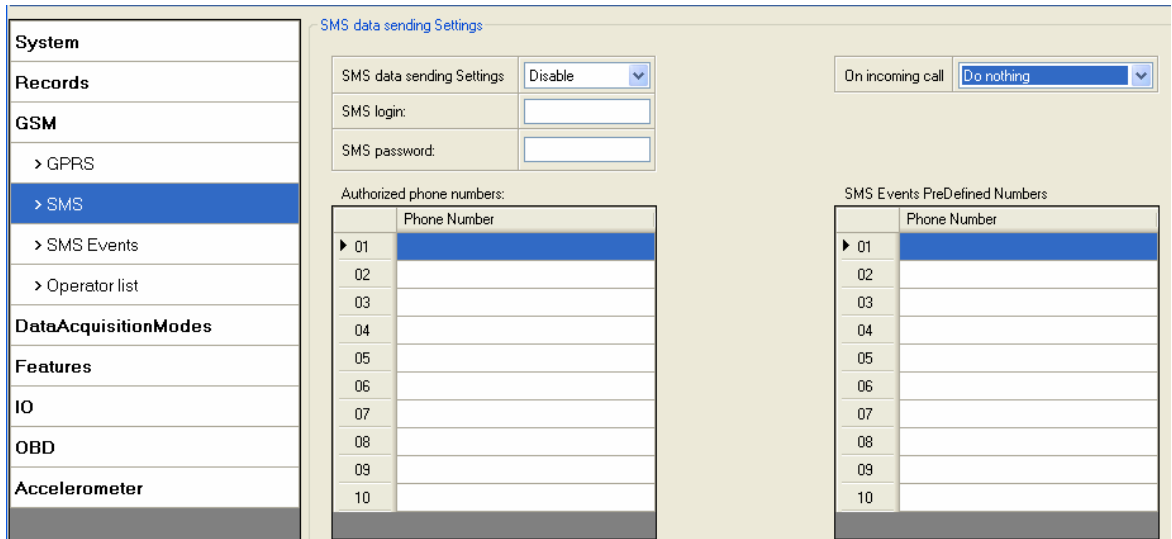 System
Records
GSM
> GPRS
> SMS
> SMS Events
> Operator list
DataAcquisitionModes
Features
IO
OBD
Accelerometer
SMS data sending Settings
SMS data sending Settings Disable
SMS login:
SMS password:
On incoming call Do nothing
Authorized phone numbers:
Phone Number
01
02
03
04
05
06
07
08
09
10
SMS Events PreDefined Numbers
Phone Number
01
02
03
04
05
06
07
08
09
10